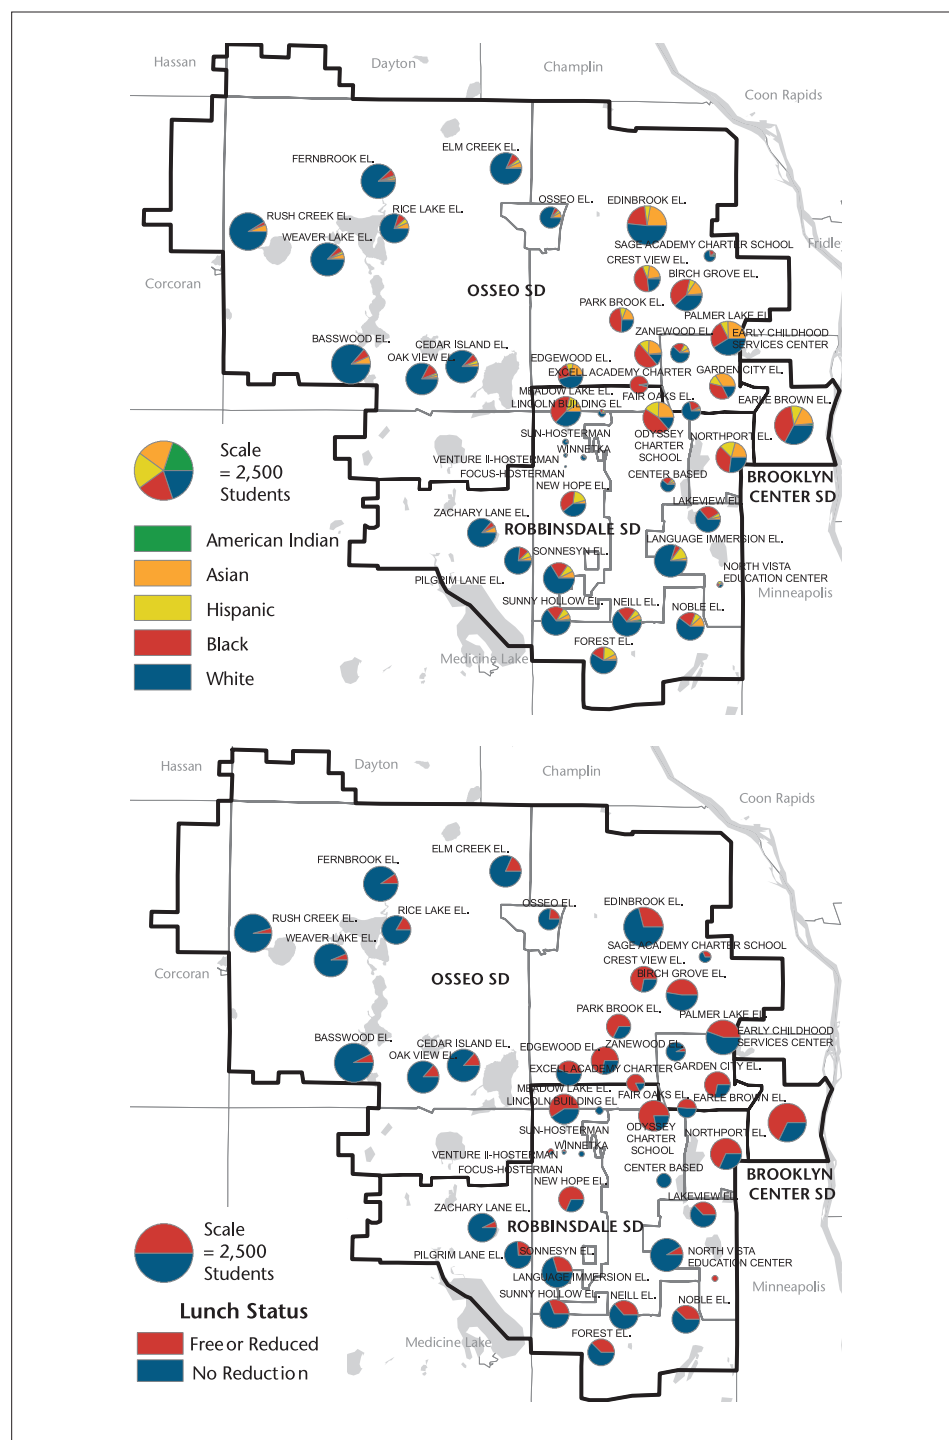 Hassan
Dayton
Champlin
Coon Rapids
ELM CREEK EL.
FERNBROOK EL.
OSSEO EL.
EDINBROOK EL.
RICE LAKE EL.
RUSH CREEK EL.
WEAVER LAKE EL.
SAGE ACADEMY CHARTER SCHOOL
Fridley
CREST VIEW EL.
BIRCH GROVE EL.
Corcoran
OSSEO SD
PARK BROOK EL.
PALMER LAKE EL.
ZANEWOOD EL.
EARLY CHILDHOOD
SERVICES CENTER
BASSWOOD EL.
CEDAR ISLAND EL.
OAK VIEW EL.
EDGEWOOD EL.
EXCELL ACADEMY CHARTER
GARDEN CITY EL.
MEADOW LAKE EL.
FAIR OAKS EL.
LINCOLN BUILDING EL
EARLE BROWN EL.
SUN-HOSTERMAN
ODYSSEY
CHARTER
SCHOOL
NORTHPORT EL.
WINNETKA
VENTURE II-HOSTERMAN
FOCUS-HOSTERMAN
CENTER BASED
BROOKLYN
CENTER SD
Scale
= 2,500
Students
NEW HOPE EL.
LAKEVIEW EL.
ZACHARY LANE EL.
ROBBINSDALE SD
American Indian
LANGUAGE IMMERSION EL.
SONNESYN EL.
NORTH VISTA
EDUCATION CENTER
Asian
PILGRIM LANE EL.
Minneapolis
Hispanic
SUNNY HOLLOW EL.
NEILL EL.
NOBLE EL.
Black
FOREST EL.
Medicine Lake
White
Hassan
Dayton
Champlin
Coon Rapids
ELM CREEK EL.
FERNBROOK EL.
OSSEO EL.
EDINBROOK EL.
RICE LAKE EL.
RUSH CREEK EL.
WEAVER LAKE EL.
SAGE ACADEMY CHARTER SCHOOL
CREST VIEW EL.
BIRCH GROVE EL.
Corcoran
OSSEO SD
PARK BROOK EL.
PALMER LAKE EL.
EARLY CHILDHOOD
SERVICES CENTER
BASSWOOD EL.
CEDAR ISLAND EL.
OAK VIEW EL.
EDGEWOOD EL.
ZANEWOOD EL.
EXCELL ACADEMY CHARTER
GARDEN CITY EL.
MEADOW LAKE EL.
FAIR OAKS EL.
LINCOLN BUILDING EL
EARLE BROWN EL.
SUN-HOSTERMAN
ODYSSEY
CHARTER
SCHOOL
NORTHPORT EL.
WINNETKA
VENTURE II-HOSTERMAN
FOCUS-HOSTERMAN
CENTER BASED
BROOKLYN
CENTER SD
NEW HOPE EL.
LAKEVIEW EL.
ZACHARY LANE EL.
ROBBINSDALE SD
Scale
= 2,500
Students
PILGRIM LANE EL.
SONNESYN EL.
NORTH VISTA
EDUCATION CENTER
LANGUAGE IMMERSION EL.
Minneapolis
SUNNY HOLLOW EL.
NEILL EL.
NOBLE EL.
Lunch Status
FOREST EL.
Medicine Lake
Free or Reduced
No Reduction